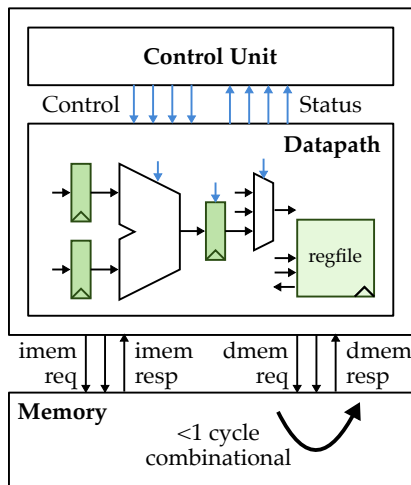 Control Unit
Control
Status
Datapath
regfile
imem
req
imem
resp
dmem
req
dmem
resp
Memory
<1 cycle
combinational